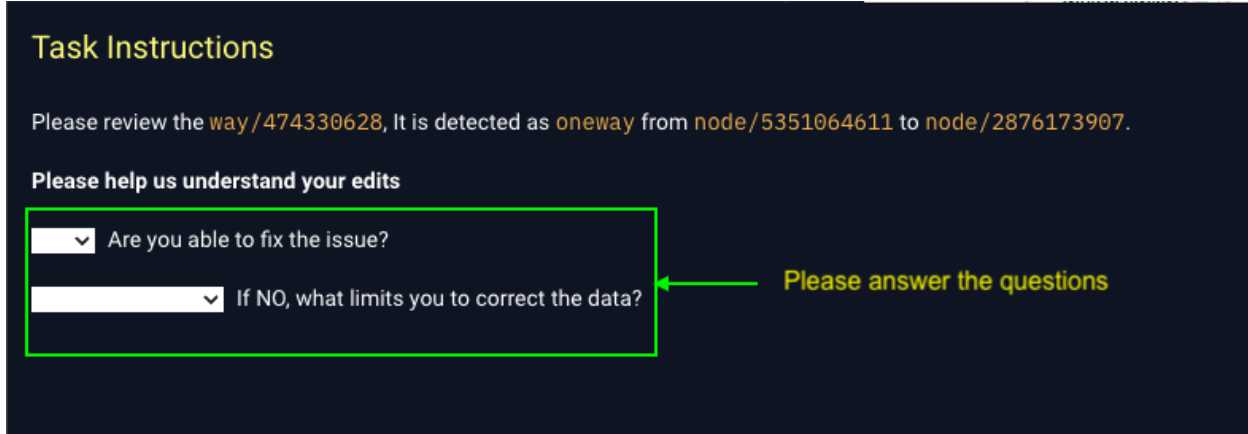 Task Instructions
Please review the way/474330628, It is detected as oneway from node/5351064611 to node/2876173907.
Please help us understand your edits
Are you able to fix the issue?
If NO, what limits you to correct the data?
Please answer the questions